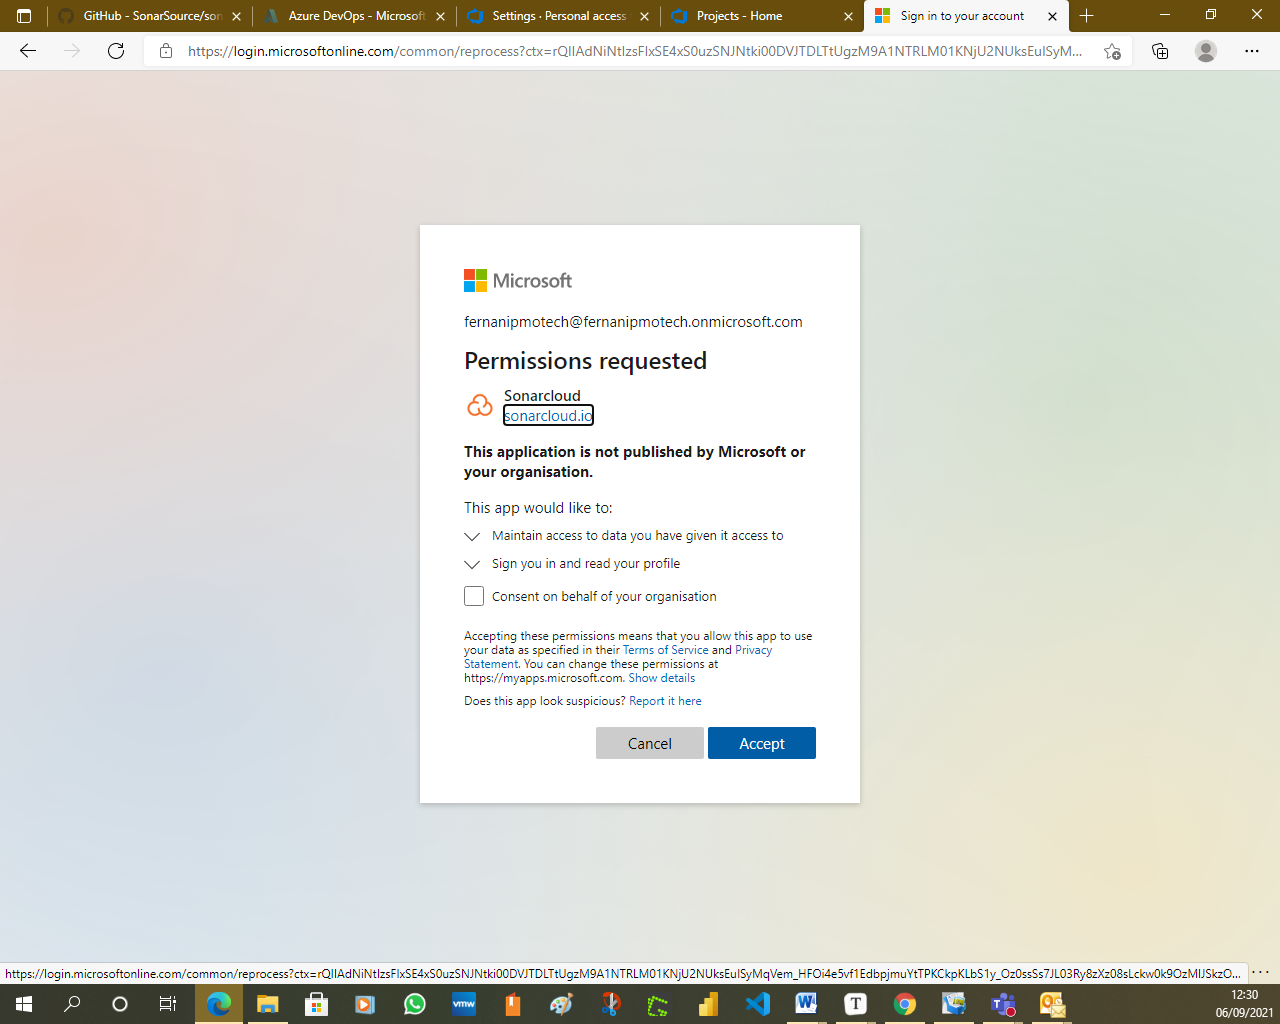 GitHub - SonarSource/son
Azure DevOps - Microsoft
Settings · Personal access
Projects - Home
Sign in to your account
https://login.microsoftonline.com/common/reprocess?ctx=
Microsoft
fernanipmotech@fernanipmotech.onmicrosoft.com
Permissions requested
Sonarcloud
sonarcloud.io
This application is not published by Microsoft or
your organisation.
This app would like to:
Maintain access to data you have given it access to
Sign you in and read your profile
Consent on behalf of your organisation
Accepting these permissions means that you allow this app to use
your data as specified in their Terms of Service and Privacy
Statement. You can change these permissions at
https://myapps.microsoft.com. Show details
Does this app look suspicious? Report it here
Cancel
Accept
https://login.microsoftonline.com/common/reprocess?ctx=
vmw
12:30
06/09/2021